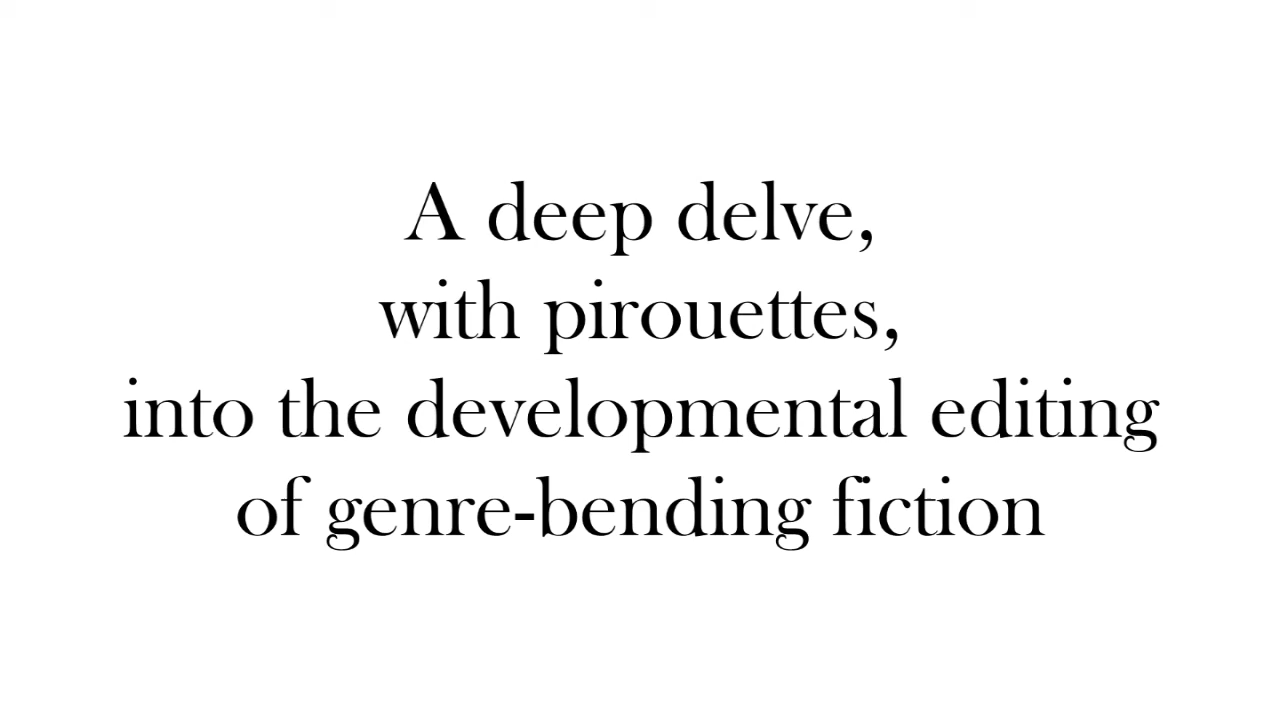 A deep delve,
with pirouettes,
into the developmental editing
of genre-bending fiction